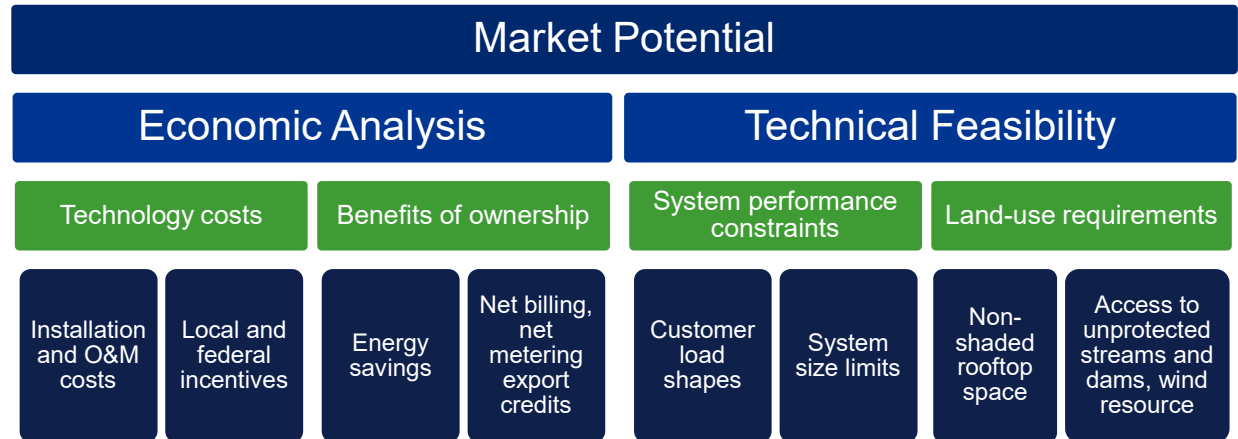 Market Potential
Economic Analysis
Technical Feasibility
Technology costs
Benefits of ownership
System performance
constraints
Land-use requirements
Installation
and O&M
costs
Local and
federal
incentives
Energy
savings
Net billing,
net
metering
export
credits
Customer
load
shapes
System
size limits
Non-
shaded
rooftop
space
Access to
unprotected
streams and
dams, wind
resource